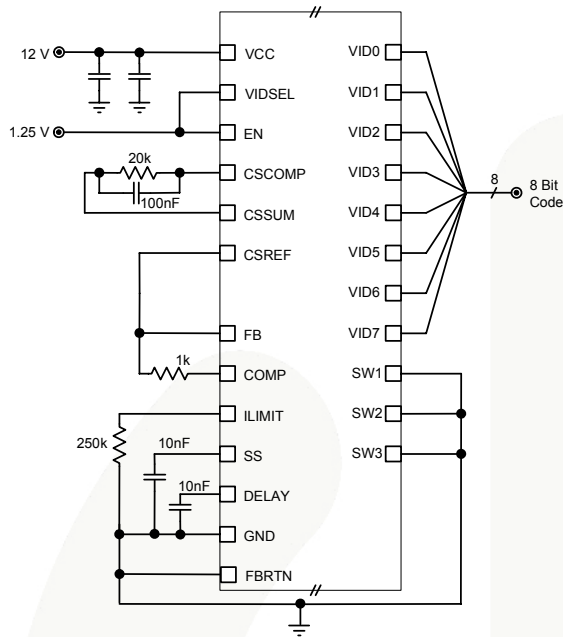 12 V
VCC
VID0
VIDSEL
VID1
1.25 V
EN
VID2
20k
CSCOMP
VID3
100nF
8
8 Bit
Code
CSSUM
VID4
CSREF
VID5
VID6
FB
VID7
1k
COMP
SW1
ILIMIT
SW2
250k
10nF
SS
SW3
10nF
DELAY
GND
FBRTN